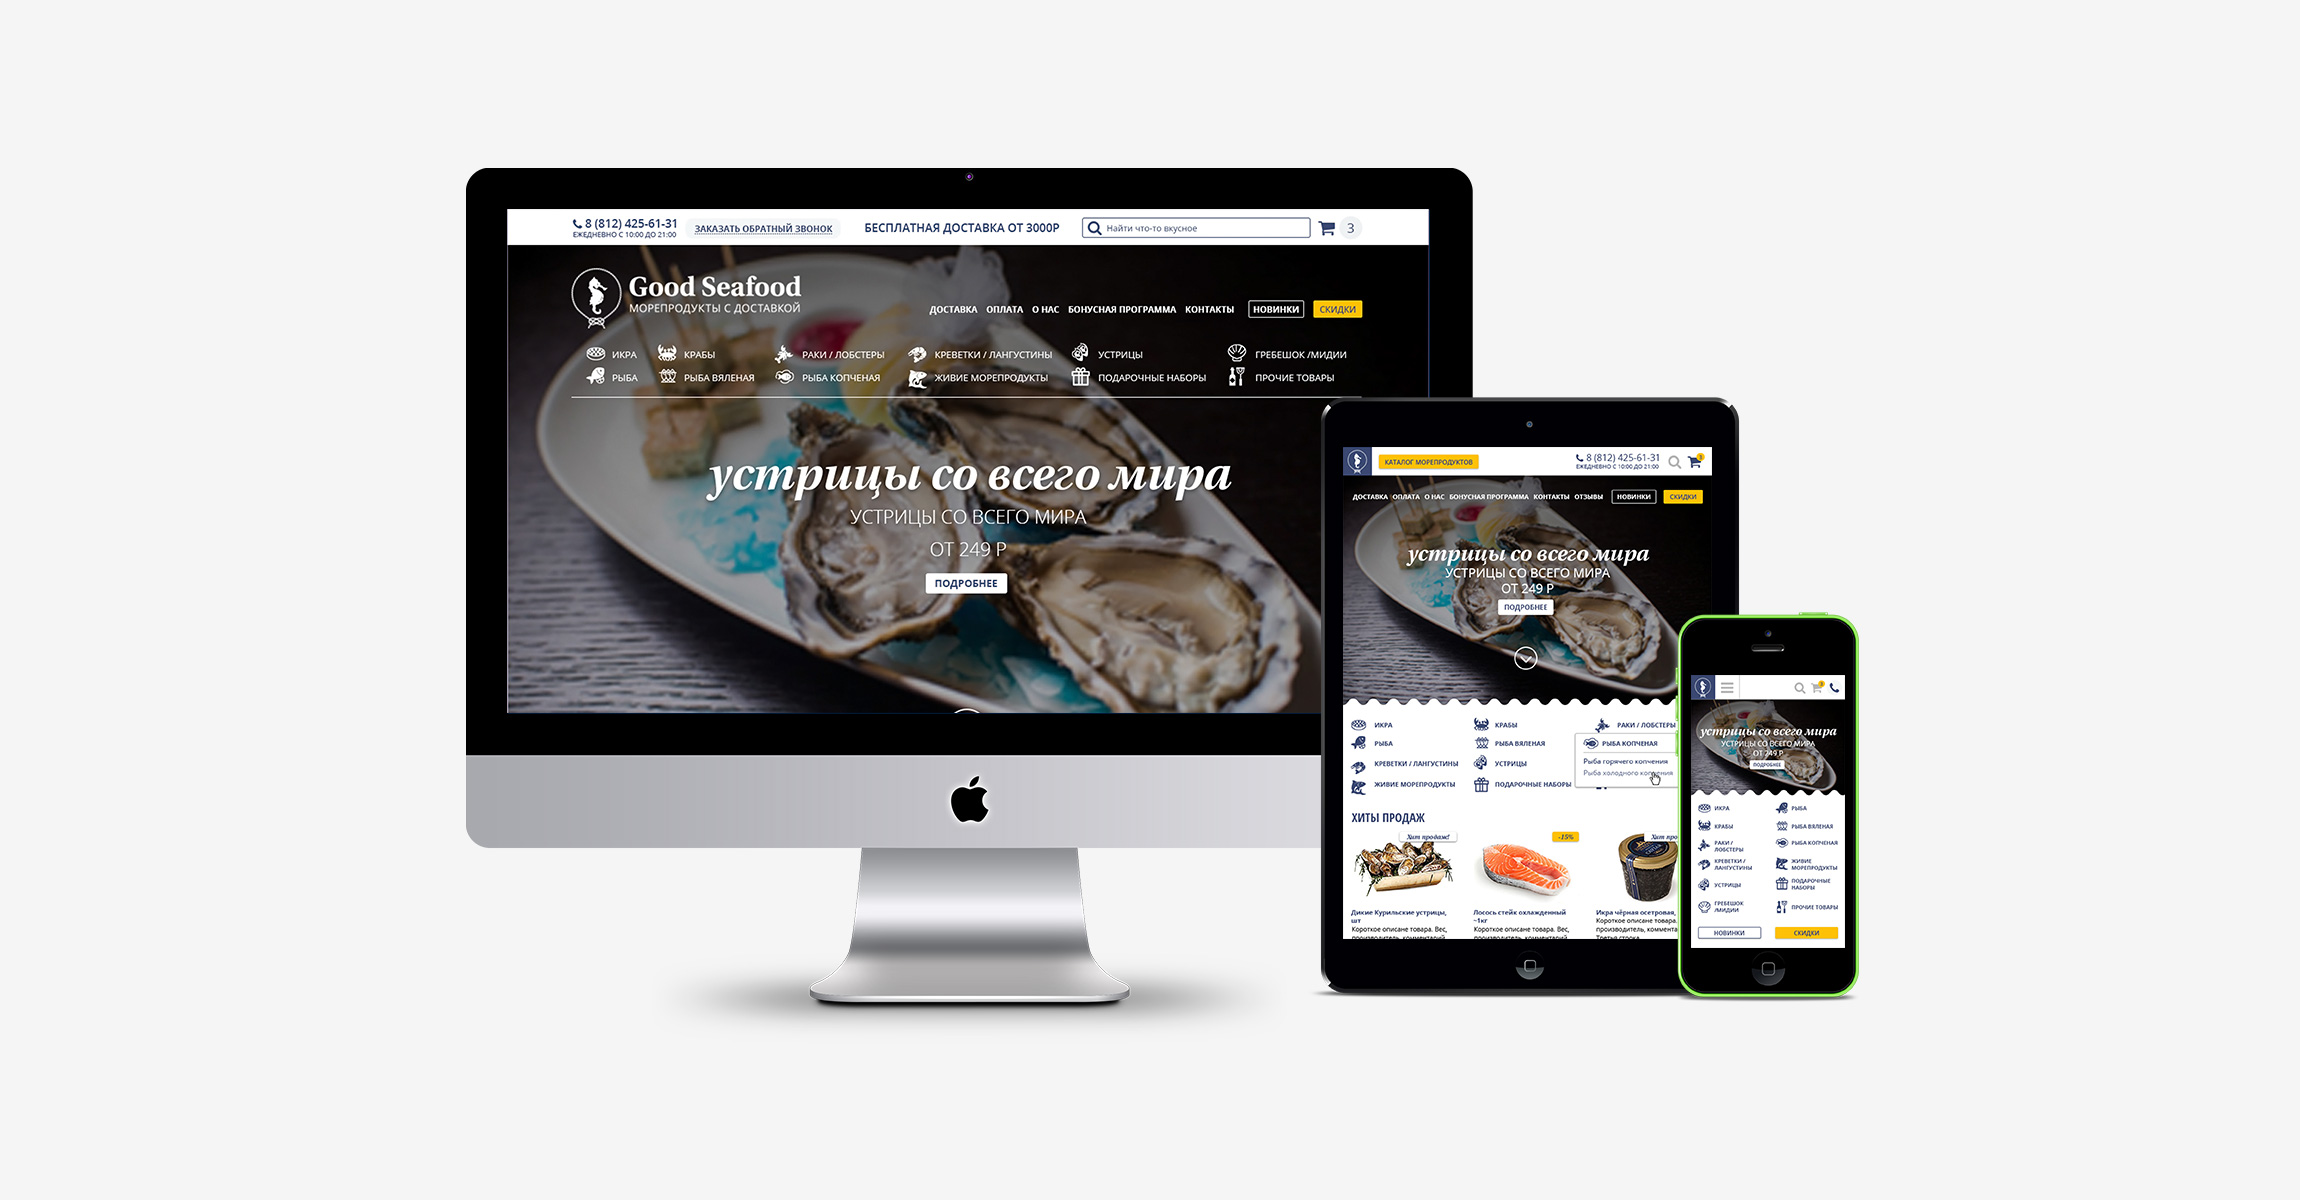 8 (812) 425-61-31
ЕЖЕДНЕВНО С 10:00 ДО 21:00
ЗАКАЗАТЬ ОБРАТНЫЙ ЗВОНОК
БЕСПЛАТНАЯ ДОСТАВКА ОТ 3000Р
Найти что-то вкусное
3
Good Seafood
МОРЕПРОДУКТЫ С ДОСТАВКОЙ
ДОСТАВКА ОПЛАТА О НАС БОНУСНАЯ ПРОГРАММА КОНТАКТЫ НОВИНКИ СКИДКИ
ИКРА КРАБЫ РАКИ / ЛОБСТЕРЫ КРЕВЕТКИ / ЛАНГУСТИНЫ УСТРИЦЫ ГРЕБЕШОК /МИДИИ
РЫБА РЫБА ВЯЛЕНАЯ РЫБА КОПЧЕНАЯ ЖИВИЕ МОРЕПРОДУКТЫ ПОДАРОЧНЫЕ НАБОРЫ ПРОЧИЕ ТОВАРЫ
устрицы со всего мира
УСТРИЦЫ СО ВСЕГО МИРА
ОТ 249 Р
ПОДРОБНЕЕ
КАТАЛОГ МОРЕПРОДУКТОВ
8 (812) 425-61-31
ЕЖЕДНЕВНО С 10:00 ДО 21:00
3
ДОСТАВКА ОПЛАТА О НАС БОНУСНАЯ ПРОГРАММА КОНТАКТЫ ОТЗЫВЫ НОВИНКИ СКИДКИ
устрицы со всего мира
УСТРИЦЫ СО ВСЕГО МИРА
ОТ 249 Р
ПОДРОБНЕЕ
ИКРА КРАБЫ РАКИ / ЛОБСТЕРЫ
РЫБА РЫБА ВЯЛЕНАЯ РЫБА КОПЧЕНАЯ
КРЕВЕТКИ / ЛАНГУСТИНЫ УСТРИЦЫ Рыба горячего копчения
Рыба холодного копчения
ЖИВИЕ МОРЕПРОДУКТЫ ПОДАРОЧНЫЕ НАБОРЫ
ХИТЫ ПРОДАЖ
Хит продаж! -15% Хит про
Дикие Курильские устрицы,
шт
Короткое описане товара. Вес,
производитель, комментарий.
Лосось стейк охлажденный
~1кг
Короткое описане товара. Вес,
производитель, комментарий.
Икра чёрная осетровая,
Короткое описане товара.
производитель, коммента
Третья строка
устрицы со всего мира
УСТРИЦЫ СО ВСЕГО МИРА
ОТ 249 Р
ПОДРОБНЕЕ
ИКРА РЫБА
КРАБЫ РЫБА ВЯЛЕНАЯ
РАКИ /
ЛОБСТЕРЫ
РЫБА КОПЧЕНАЯ
КРЕВЕТКИ /
ЛАНГУСТИНЫ
ЖИВИЕ
МОРЕПРОДУКТЫ
УСТРИЦЫ
ПОДАРОЧНЫЕ
НАБОРЫ
ГРЕБЕШОК
/МИДИИ
ПРОЧИЕ ТОВАРЫ
НОВИНКИ СКИДКИ